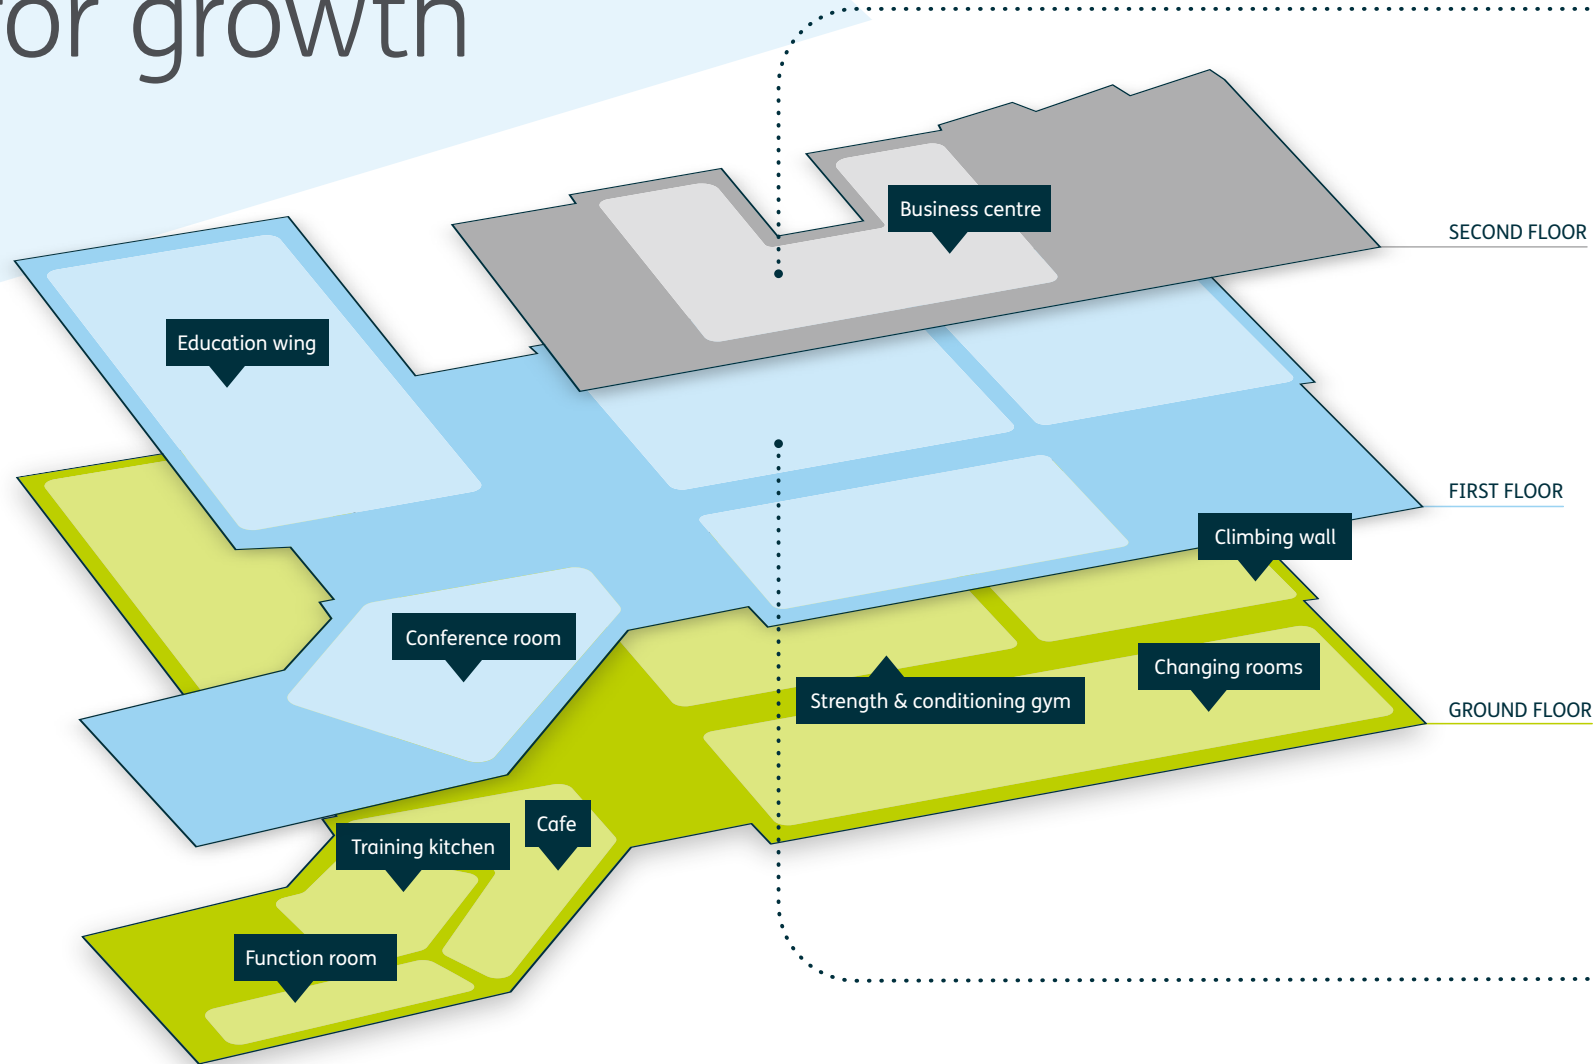 for growth
Business centre
SECOND FLOOR
Education wing
FIRST FLOOR
Climbing wall
Conference room
Changing rooms
Strength & conditioning gym
GROUND FLOOR
Cafe
Training kitchen
Function room